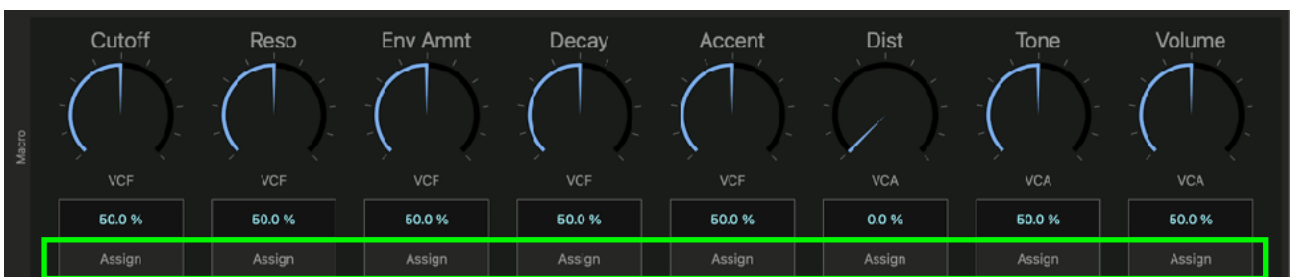 Cutoff Reso Env Amnt Decay Accent Dist Tone Volume
Macro
VCF VCF VCF VCF VCF VCA VCA VCA
50.0 % 50.0 % 50.0 % 50.0 % 50.0 % 0.0 % 50.0 % 50.0 %
Assign Assign Assign Assign Assign Assign Assign Assign